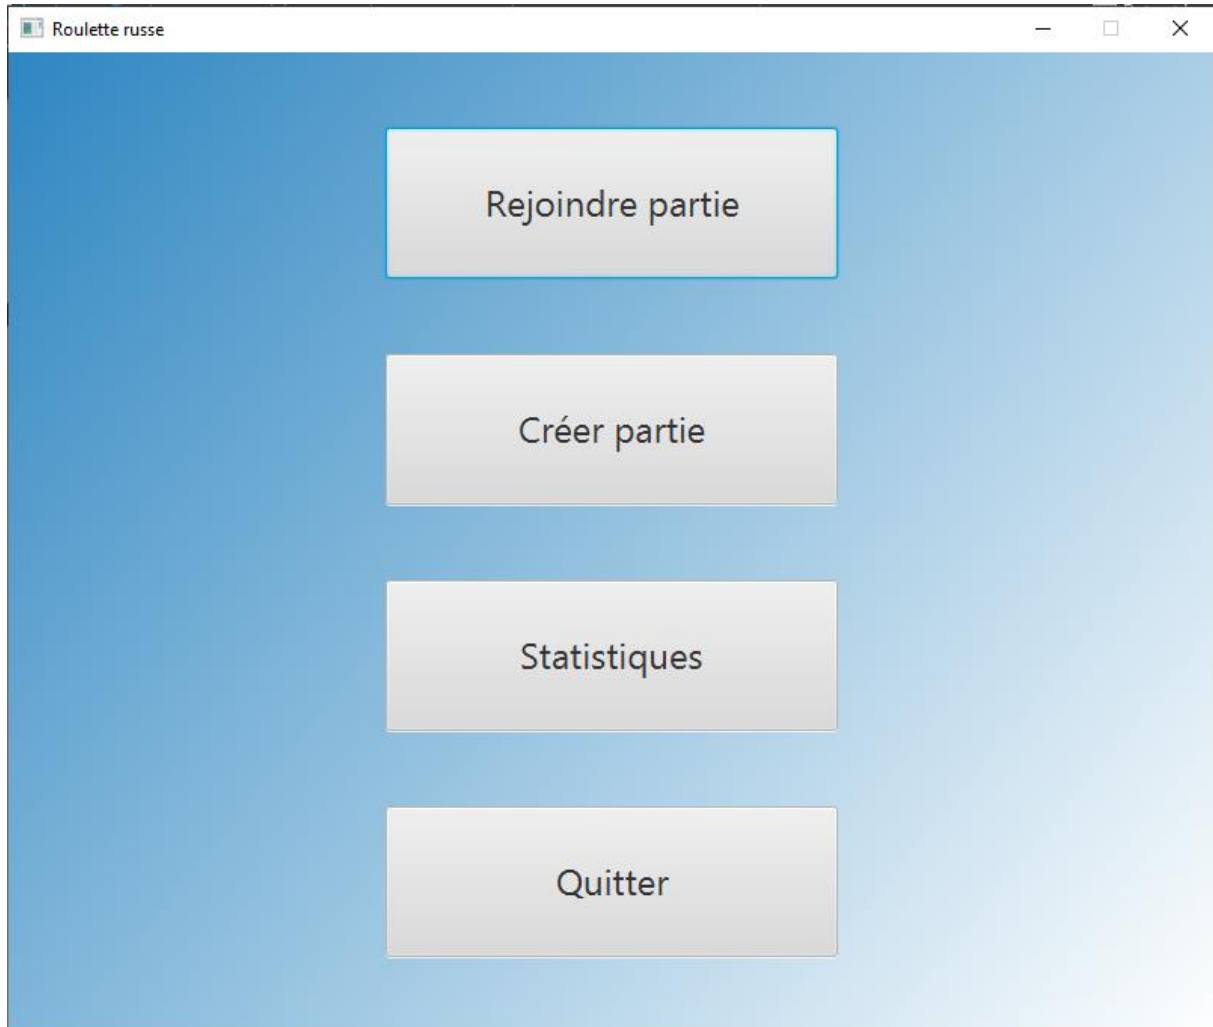 Roulette russe
Rejoindre partie
Créer partie
Statistiques
Quitter